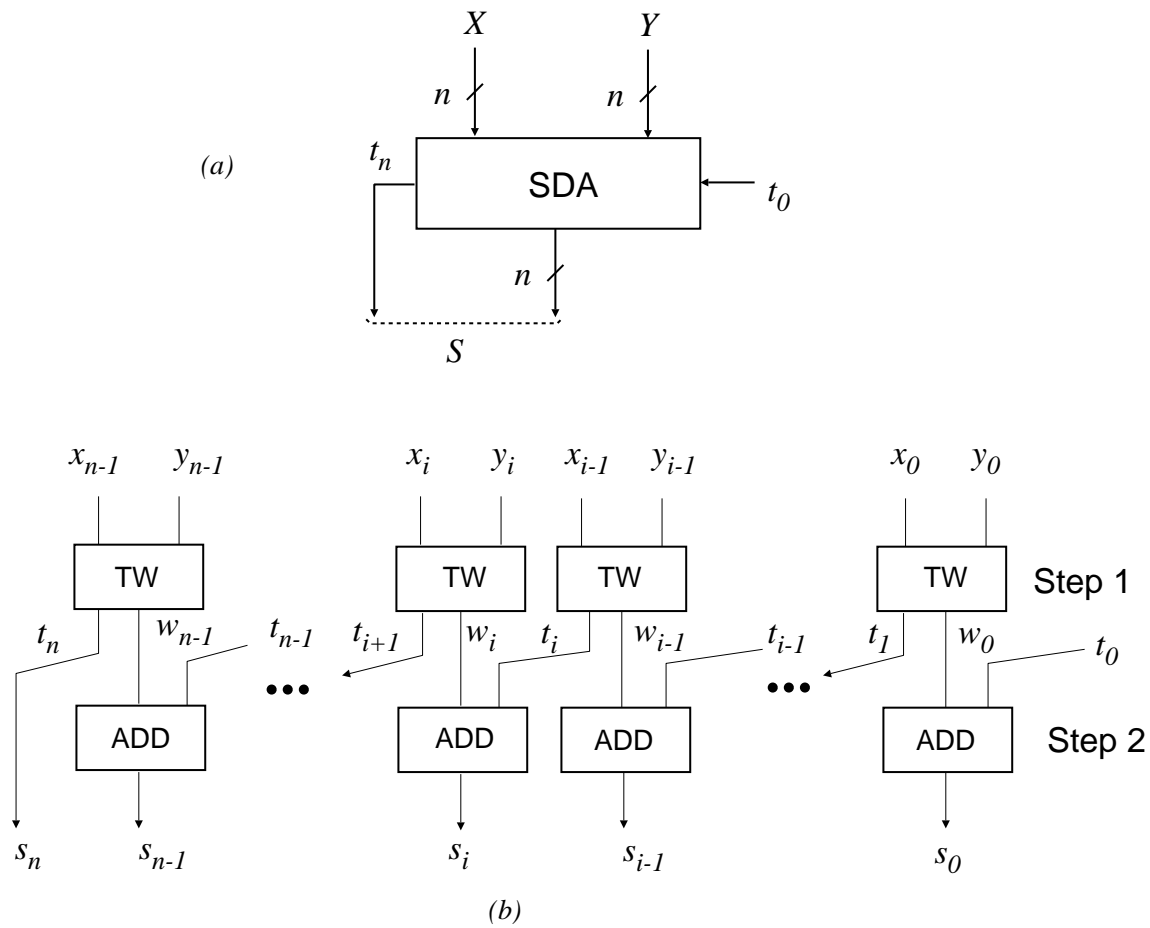 X Y
n n
(a) t_n SDA t_0
n
S
x_{n-1} y_{n-1} x_i y_i x_{i-1} y_{i-1} x_0 y_0
TW TW TW TW Step 1
t_n w_{n-1} t_{n-1} t_{i+1} w_i t_i w_{i-1} t_{i-1} t_1 w_0 t_0
••• •••
ADD ADD ADD ADD Step 2
s_n s_{n-1} s_i s_{i-1} s_0
(b)